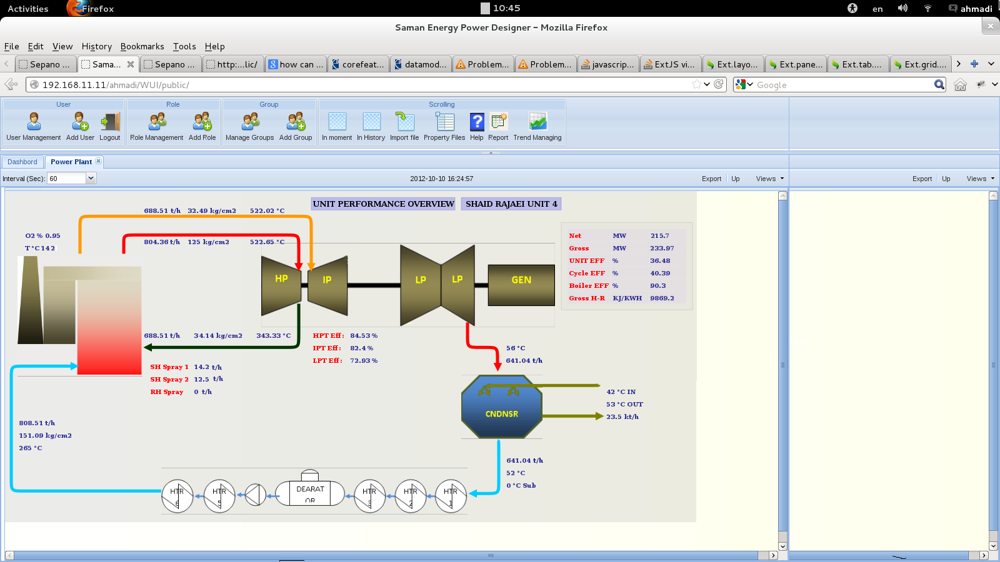 Activities
Firefox
10:45
en
ahmadi
Saman Energy Power Designer - Mozilla Firefox
File Edit View History Bookmarks Tools Help
Sepano ...
Sama...
Sepano ...
http:...lic/
how can ...
corefeat...
datamod...
Problem...
Problem...
javascrip...
ExtJS vi...
Ext.layo...
Ext.pane...
Ext.tab....
Ext.grid....
192.168.11.11/ahmadi/WUI/public/
Google
User
Role
Group
Scrolling
User Management
Add User
Logout
Role Management
Add Role
Manage Groups
Add Group
In moment
In History
Import file
Property Files
Help
Report
Trend Managing
Dashbord
Power Plant
Interval (Sec):
60
2012-10-10 16:24:57
Export
Up
Views
Export
Up
Views
UNIT PERFORMANCE OVERVIEW
SHAID RAJAEI UNIT 4
688.51 t/h 32.49 kg/cm2 522.02 °C
O2 % 0.95
T °C 142
804.36 t/h 125 kg/cm2 522.65 °C
Net MW 215.7
Gross MW 233.97
UNIT EFF % 36.48
Cycle EFF % 40.39
Boiler EFF % 90.3
Gross H-R KJ/KWH 9869.2
HP
IP
LP
LP
GEN
688.51 t/h 34.14 kg/cm2 343.33 °C
HPT Eff: 84.53 %
IPT Eff: 82.4 %
LPT Eff: 72.93 %
56 °C
641.04 t/h
SH Spray 1 14.2 t/h
SH Spray 2 12.5 t/h
RH Spray 0 t/h
CNDNSR
42 °C IN
53 °C OUT
23.5 kt/h
808.51 t/h
151.09 kg/cm2
265 °C
641.04 t/h
52 °C
0 °C Sub
HTR
6
HTR
5
DEARAT
OR
HTR
3
HTR
2
HTR
1